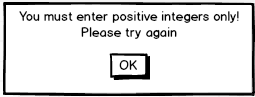 You must enter positive integers only!
Please try again
OK